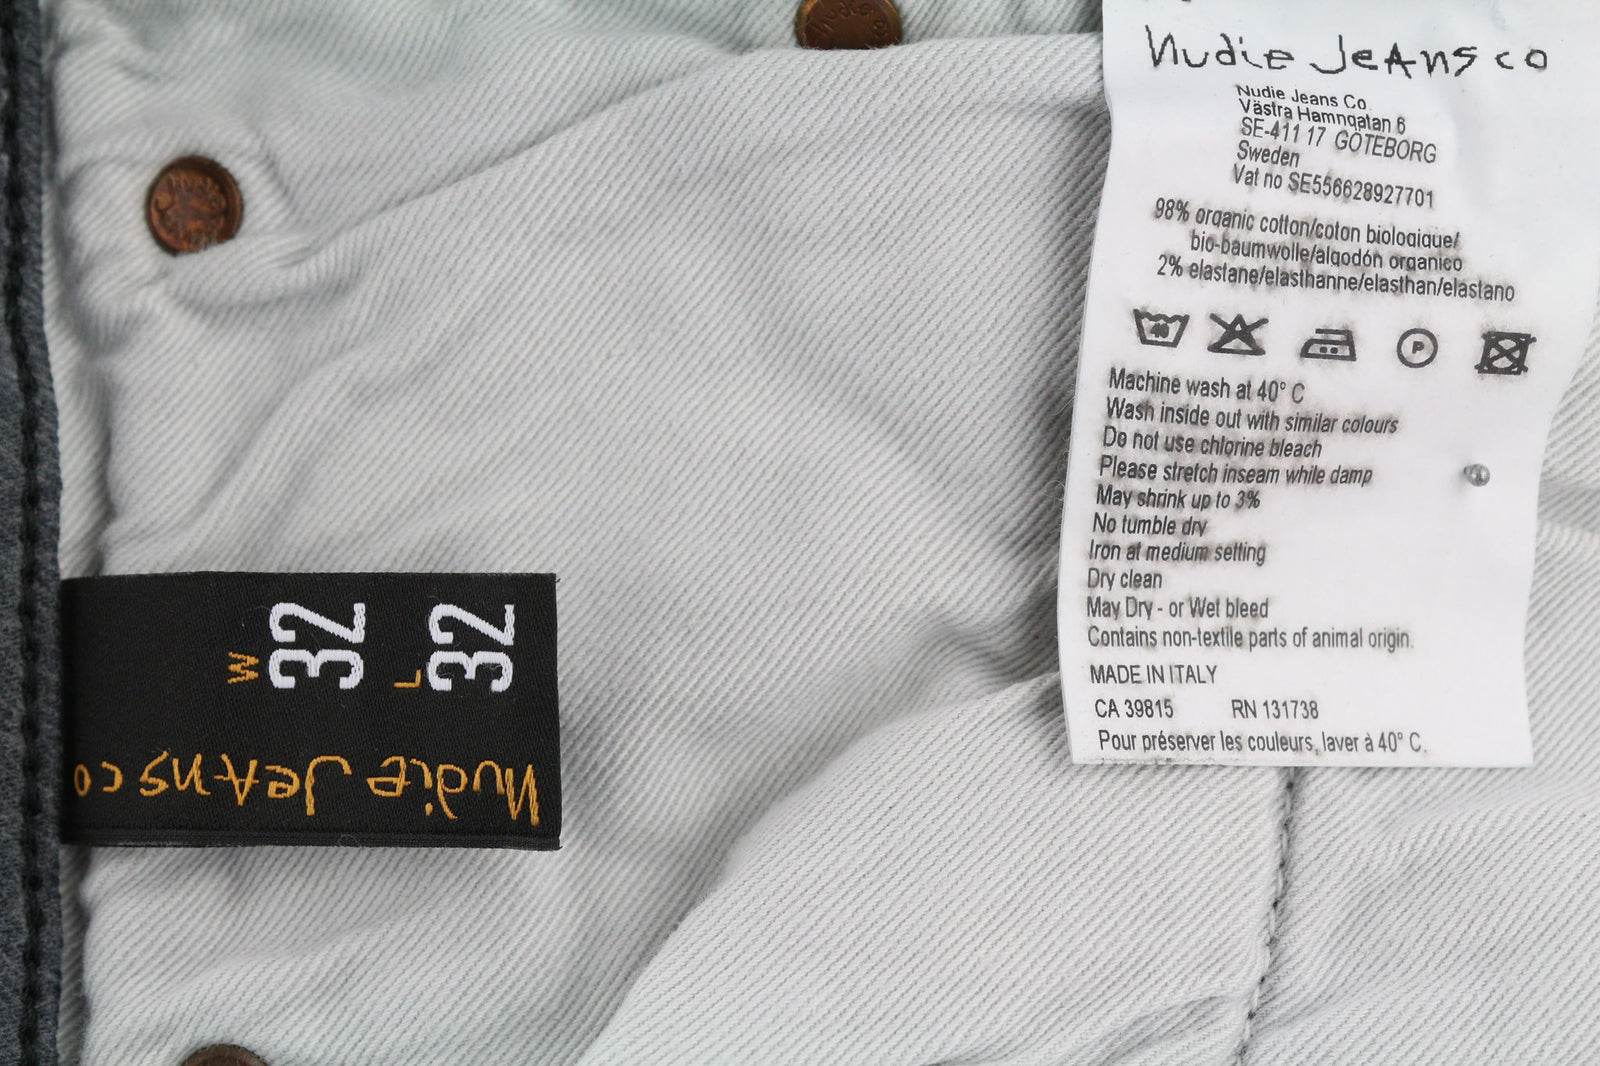 nudie
Nudie Jeans co
Nudie Jeans Co.
Västra Hamngatan 6
SE-411 17 GÖTEBORG
Sweden
Vat no SE556628927701
98% organic cotton/coton biologique/
bio-baumwolle/algodón organico
2% elastane/elasthanne/elasthan/elastano
40
P
Machine wash at 40° C
Wash inside out with similar colours
Do not use chlorine bleach
Please stretch inseam while damp
May shrink up to 3%
No tumble dry
Iron at medium setting
Dry clean
May Dry - or Wet bleed
Contains non-textile parts of animal origin.
MADE IN ITALY
CA 39815 RN 131738
Pour préserver les couleurs, laver à 40° C.
W 32
L 32
Nudie Jeans co